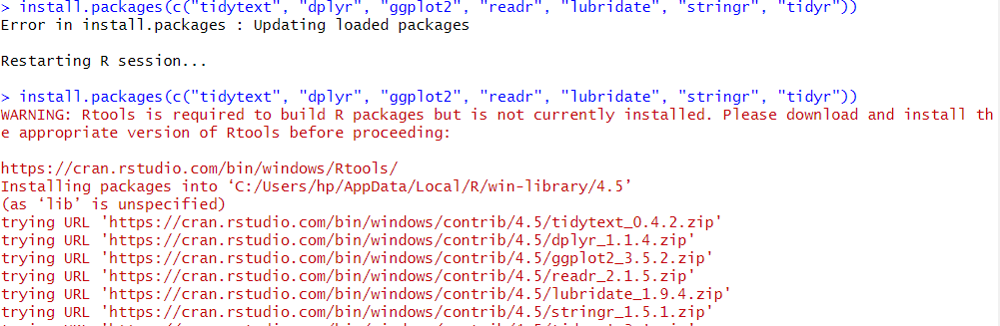 > install.packages(c("tidytext", "dplyr", "ggplot2", "readr", "lubridate", "stringr", "tidyr"))
Error in install.packages : Updating loaded packages
Restarting R session...
> install.packages(c("tidytext", "dplyr", "ggplot2", "readr", "lubridate", "stringr", "tidyr"))
WARNING: Rtools is required to build R packages but is not currently installed. Please download and install th
e appropriate version of Rtools before proceeding:
https://cran.rstudio.com/bin/windows/Rtools/
Installing packages into ‘C:/Users/hp/AppData/Local/R/win-library/4.5’
(as ‘lib’ is unspecified)
trying URL 'https://cran.rstudio.com/bin/windows/contrib/4.5/tidytext_0.4.2.zip'
trying URL 'https://cran.rstudio.com/bin/windows/contrib/4.5/dplyr_1.1.4.zip'
trying URL 'https://cran.rstudio.com/bin/windows/contrib/4.5/ggplot2_3.5.2.zip'
trying URL 'https://cran.rstudio.com/bin/windows/contrib/4.5/readr_2.1.5.zip'
trying URL 'https://cran.rstudio.com/bin/windows/contrib/4.5/lubridate_1.9.4.zip'
trying URL 'https://cran.rstudio.com/bin/windows/contrib/4.5/stringr_1.5.1.zip'